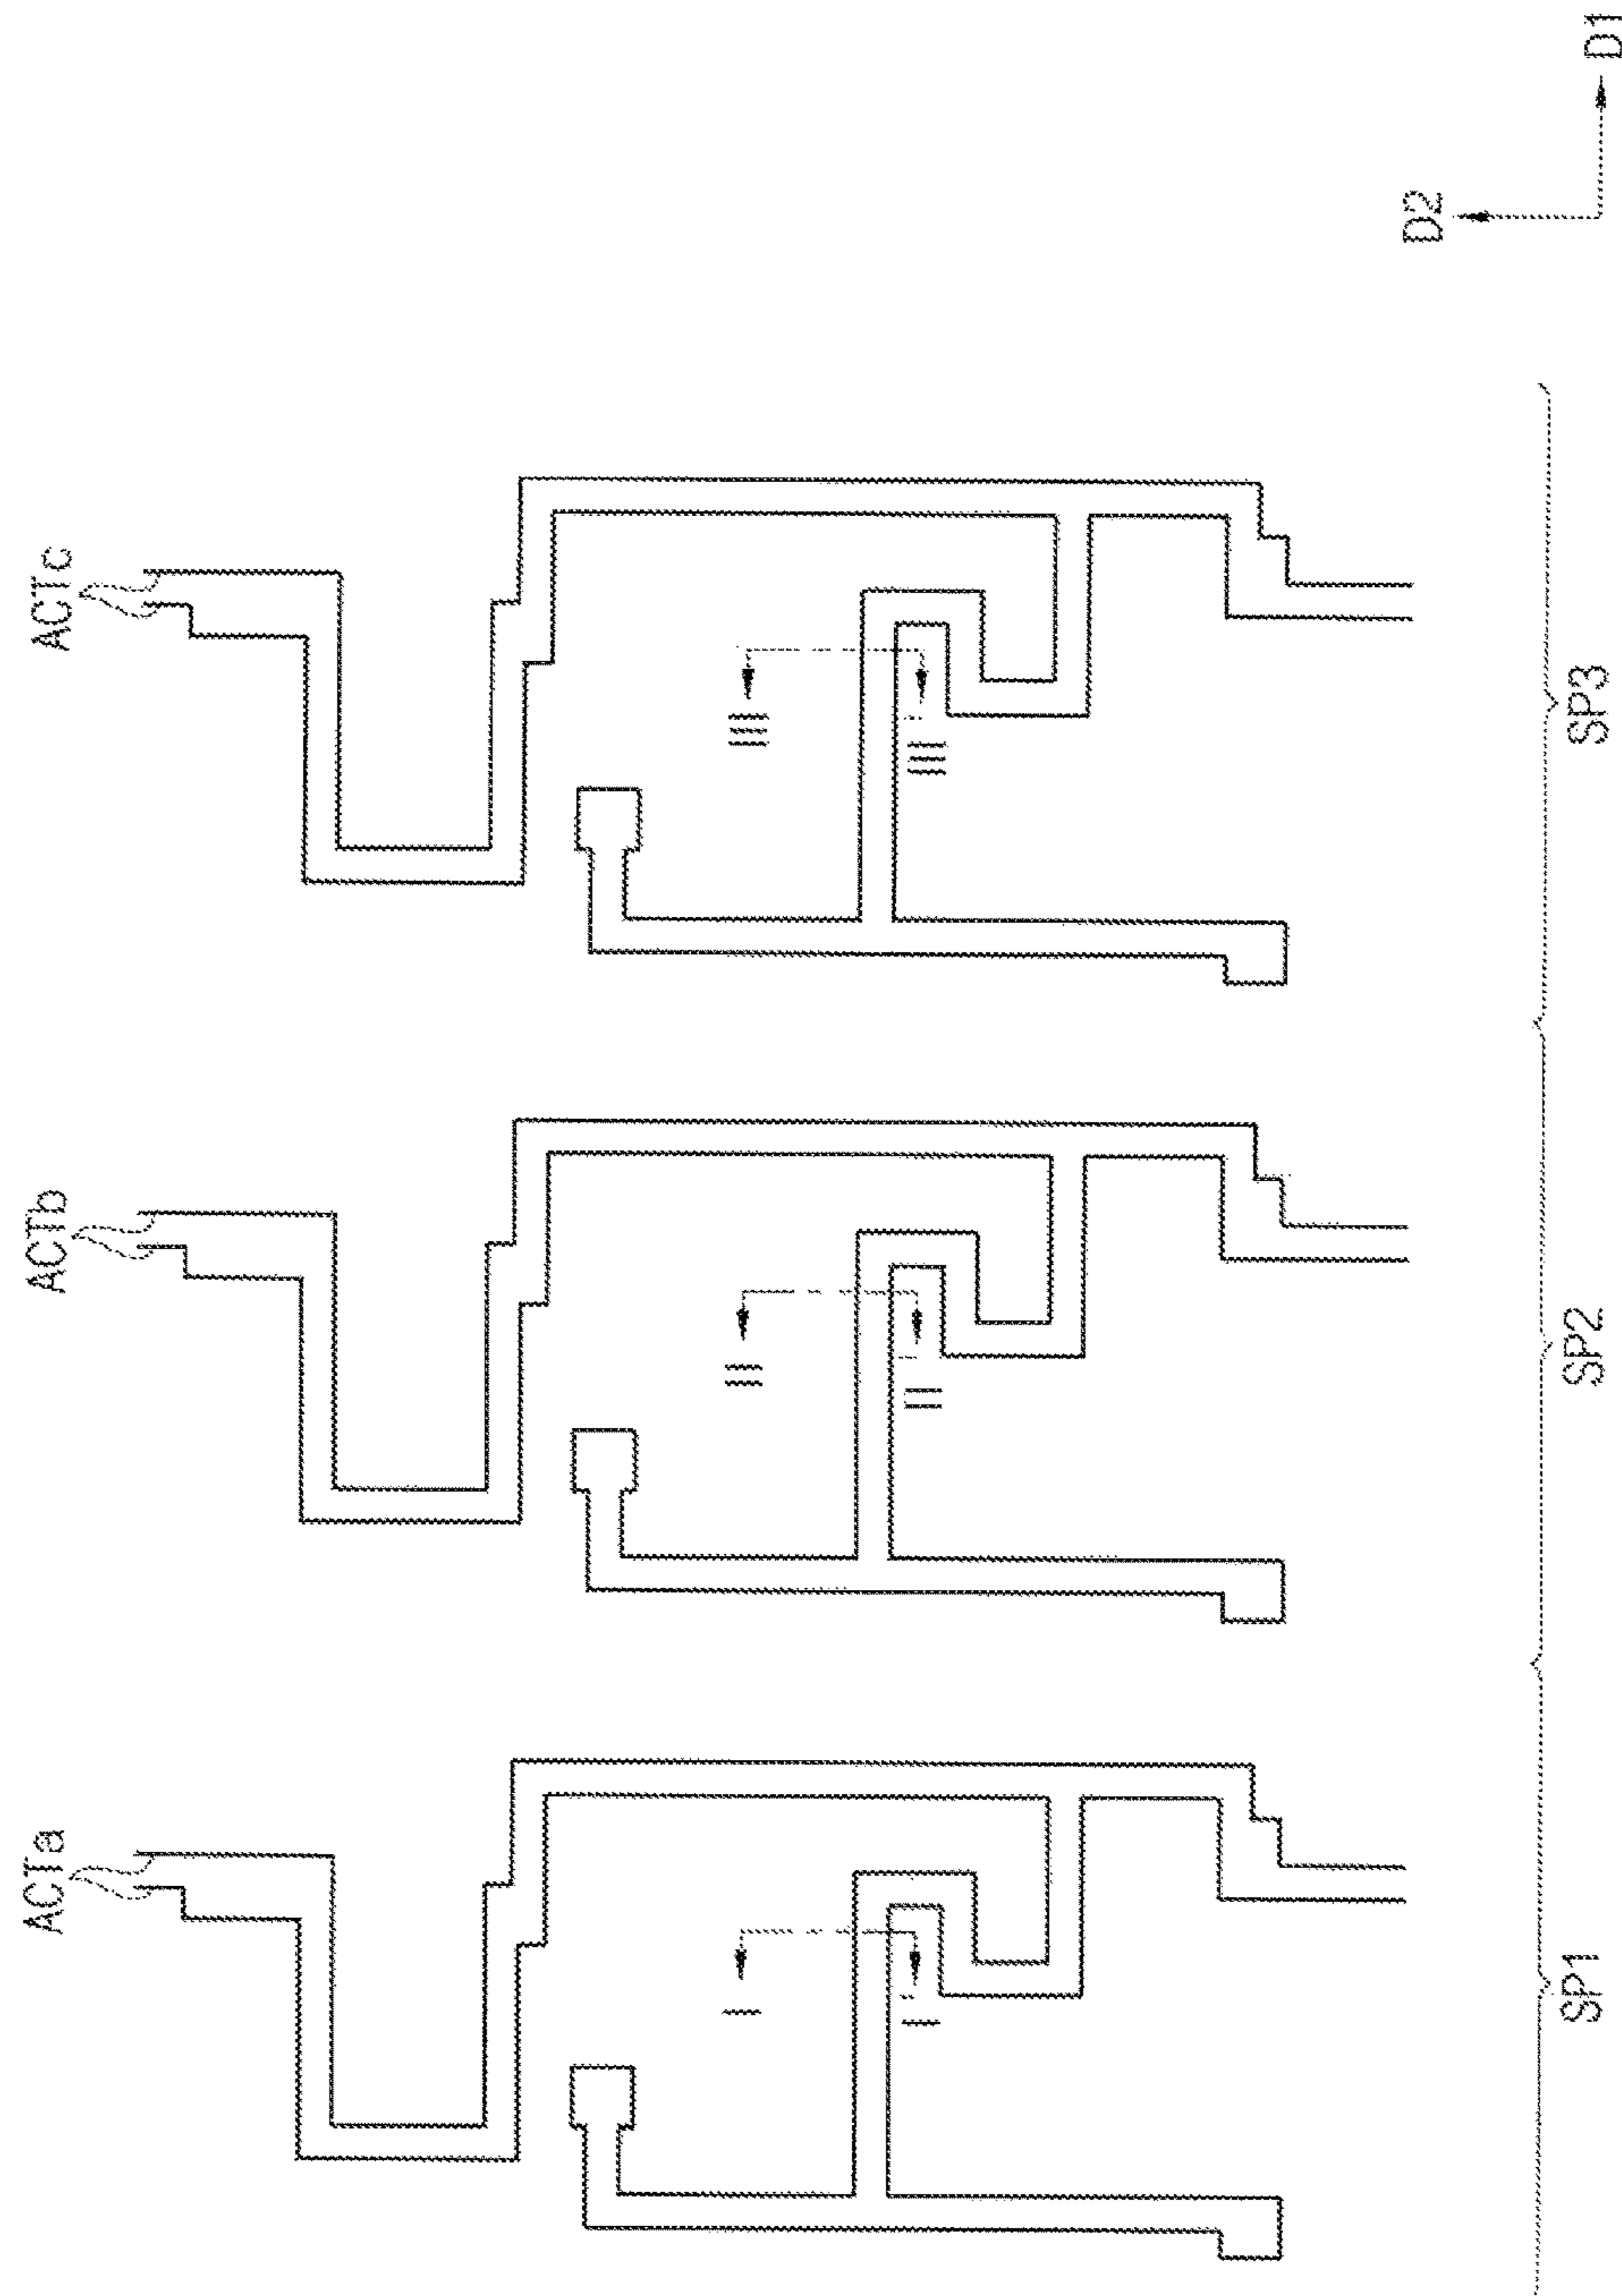 ACTa
ACTb
ACTc
I
II
III
I'
II'
III'
D2
SP1
SP2
SP3
D1